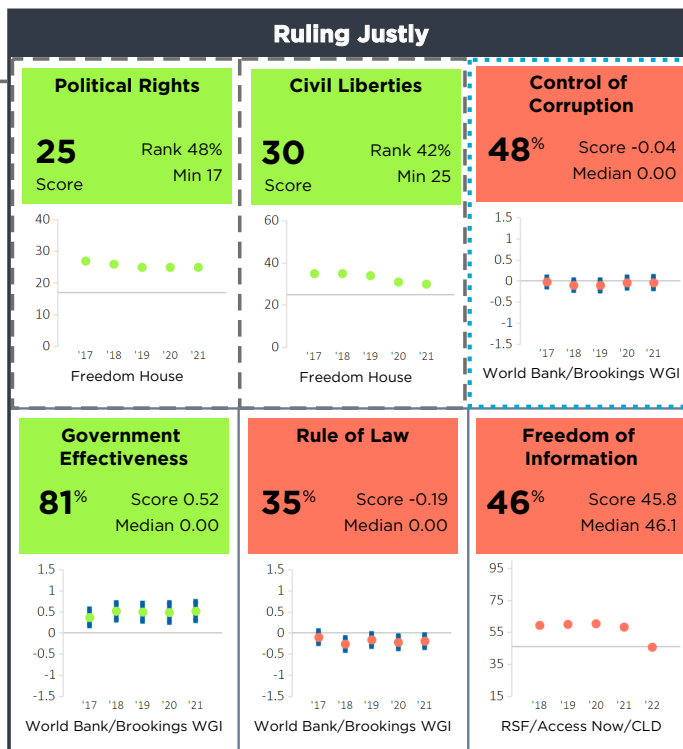 Ruling Justly
Political Rights
25
Score
Rank 48%
Min 17
40
30
20
10
0
'17 '18 '19 '20 '21
Freedom House
Civil Liberties
30
Score
Rank 42%
Min 25
60
40
20
0
'17 '18 '19 '20 '21
Freedom House
Control of
Corruption
48%
Score -0.04
Median 0.00
1.5
1
0.5
0
-0.5
-1
-1.5
'17 '18 '19 '20 '21
World Bank/Brookings WGI
Government
Effectiveness
81%
Score 0.52
Median 0.00
1.5
1
0.5
0
-0.5
-1
-1.5
'17 '18 '19 '20 '21
World Bank/Brookings WGI
Rule of Law
35%
Score -0.19
Median 0.00
1.5
1
0.5
0
-0.5
-1
-1.5
'17 '18 '19 '20 '21
World Bank/Brookings WGI
Freedom of
Information
46%
Score 45.8
Median 46.1
95
55
35
15
'18 '19 '20 '21 '22
RSF/Access Now/CLD